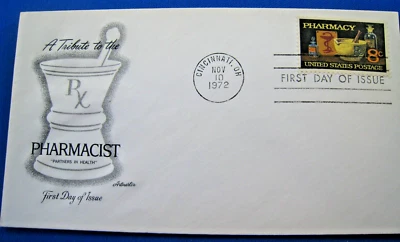 A Tribute to the
Rx
PHARMACIST
"PARTNERS IN HEALTH"
Artmaster
First Day of Issue
CINCINNATI, OH
NOV
10
1972
PHARMACY
8c
UNITED STATES POSTAGE
FIRST DAY OF ISSUE